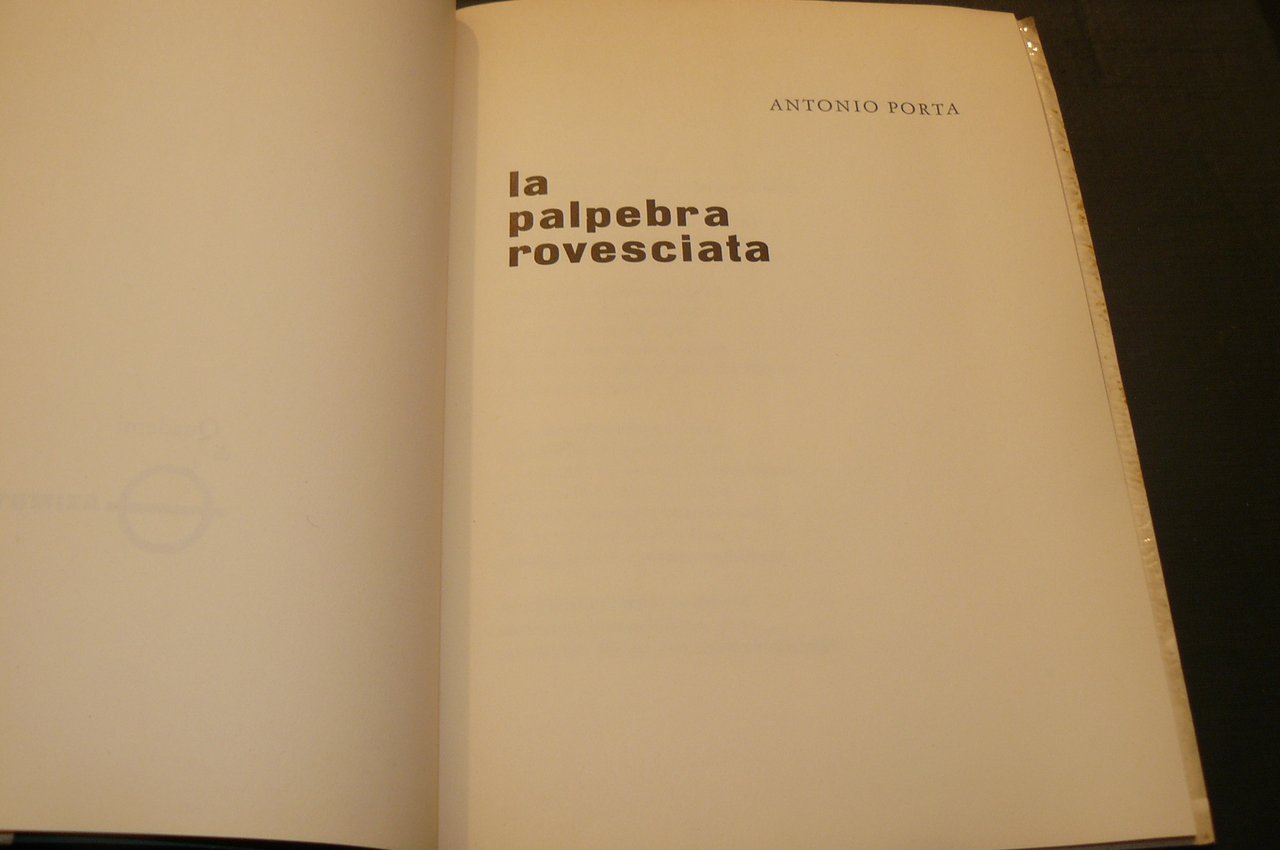 ANTONIO PORTA
la
palpebra
rovesciata